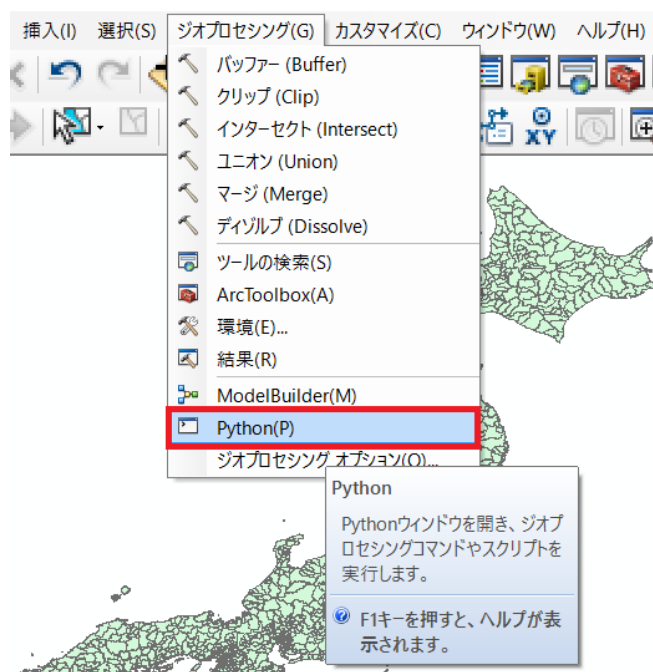 挿入(I) 選択(S) ジオプロセシング(G) カスタマイズ(C) ウィンドウ(W) ヘルプ(H)
バッファー (Buffer)
クリップ (Clip)
インターセクト (Intersect)
ユニオン (Union)
マージ (Merge)
ディゾルブ (Dissolve)
ツールの検索(S)
ArcToolbox(A)
環境(E)...
結果(R)
ModelBuilder(M)
Python(P)
ジオプロセシング オプション(O)...
XY
Python
Pythonウィンドウを開き、ジオプ
ロセシングコマンドやスクリプトを
実行します。
F1キーを押すと、ヘルプが表
示されます。